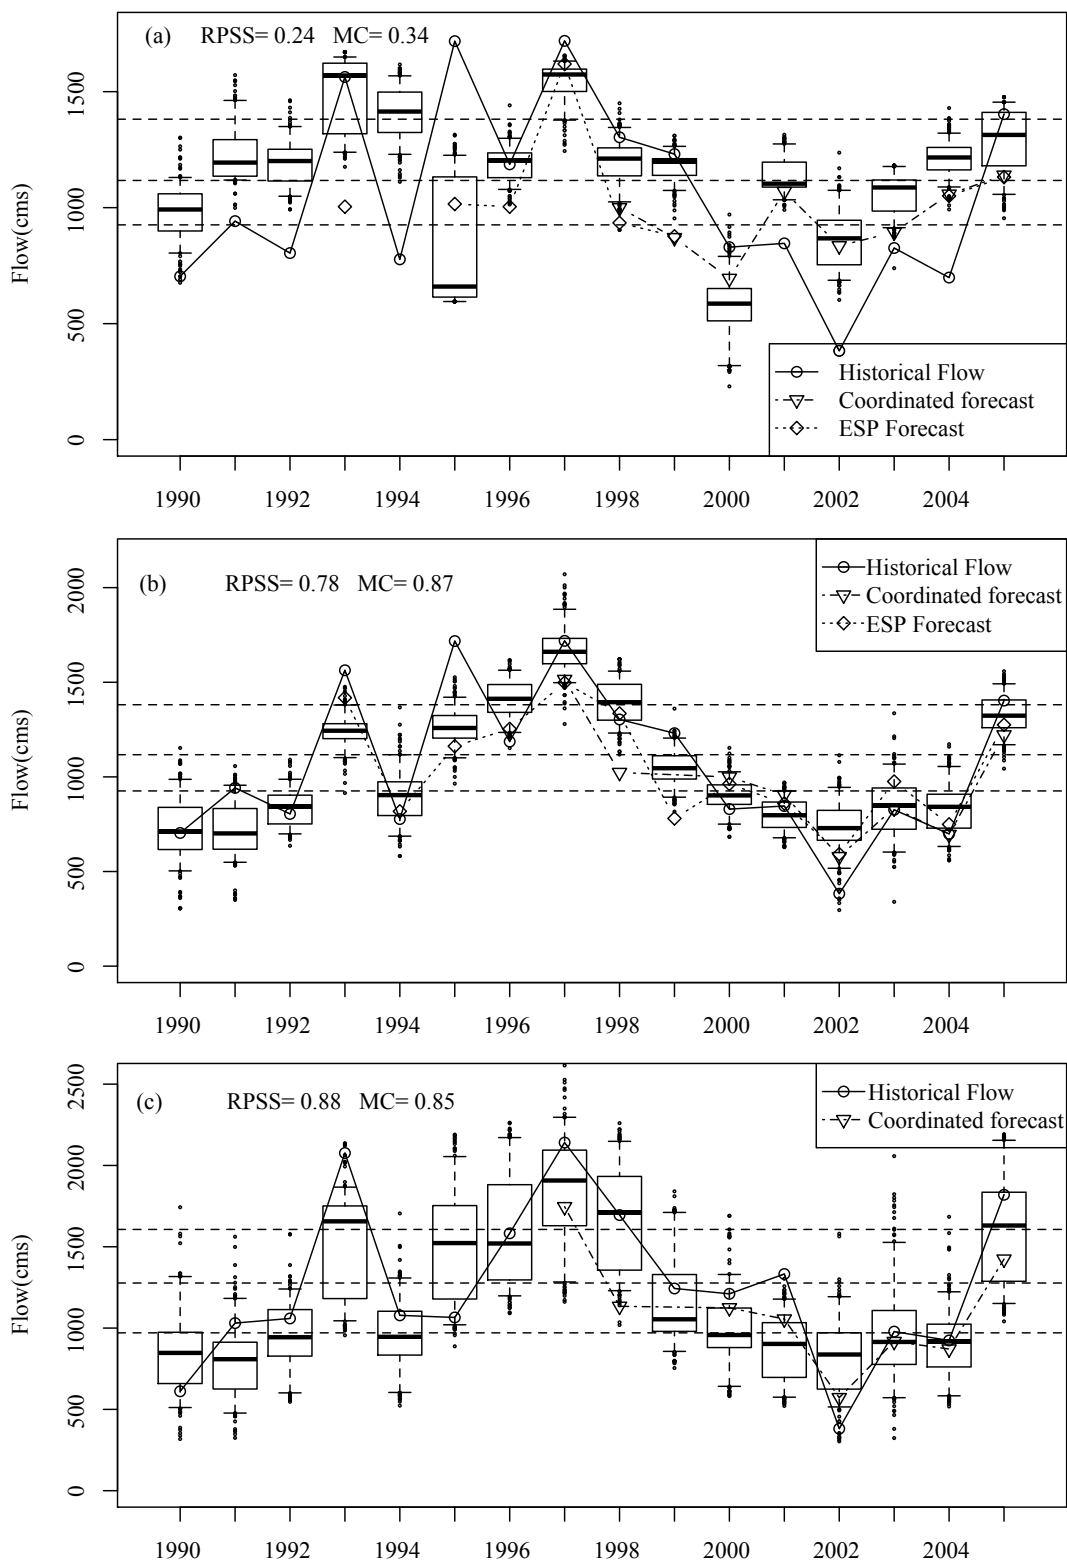 (a) RPSS= 0.24 MC= 0.34
Flow(cms)
1500
1000
500
0
Historical Flow
Coordinated forecast
ESP Forecast
1990 1992 1994 1996 1998 2000 2002 2004
(b) RPSS= 0.78 MC= 0.87
Flow(cms)
2000
1500
1000
500
0
Historical Flow
Coordinated forecast
ESP Forecast
1990 1992 1994 1996 1998 2000 2002 2004
(c) RPSS= 0.88 MC= 0.85
Flow(cms)
2500
2000
1500
1000
500
0
Historical Flow
Coordinated forecast
1990 1992 1994 1996 1998 2000 2002 2004